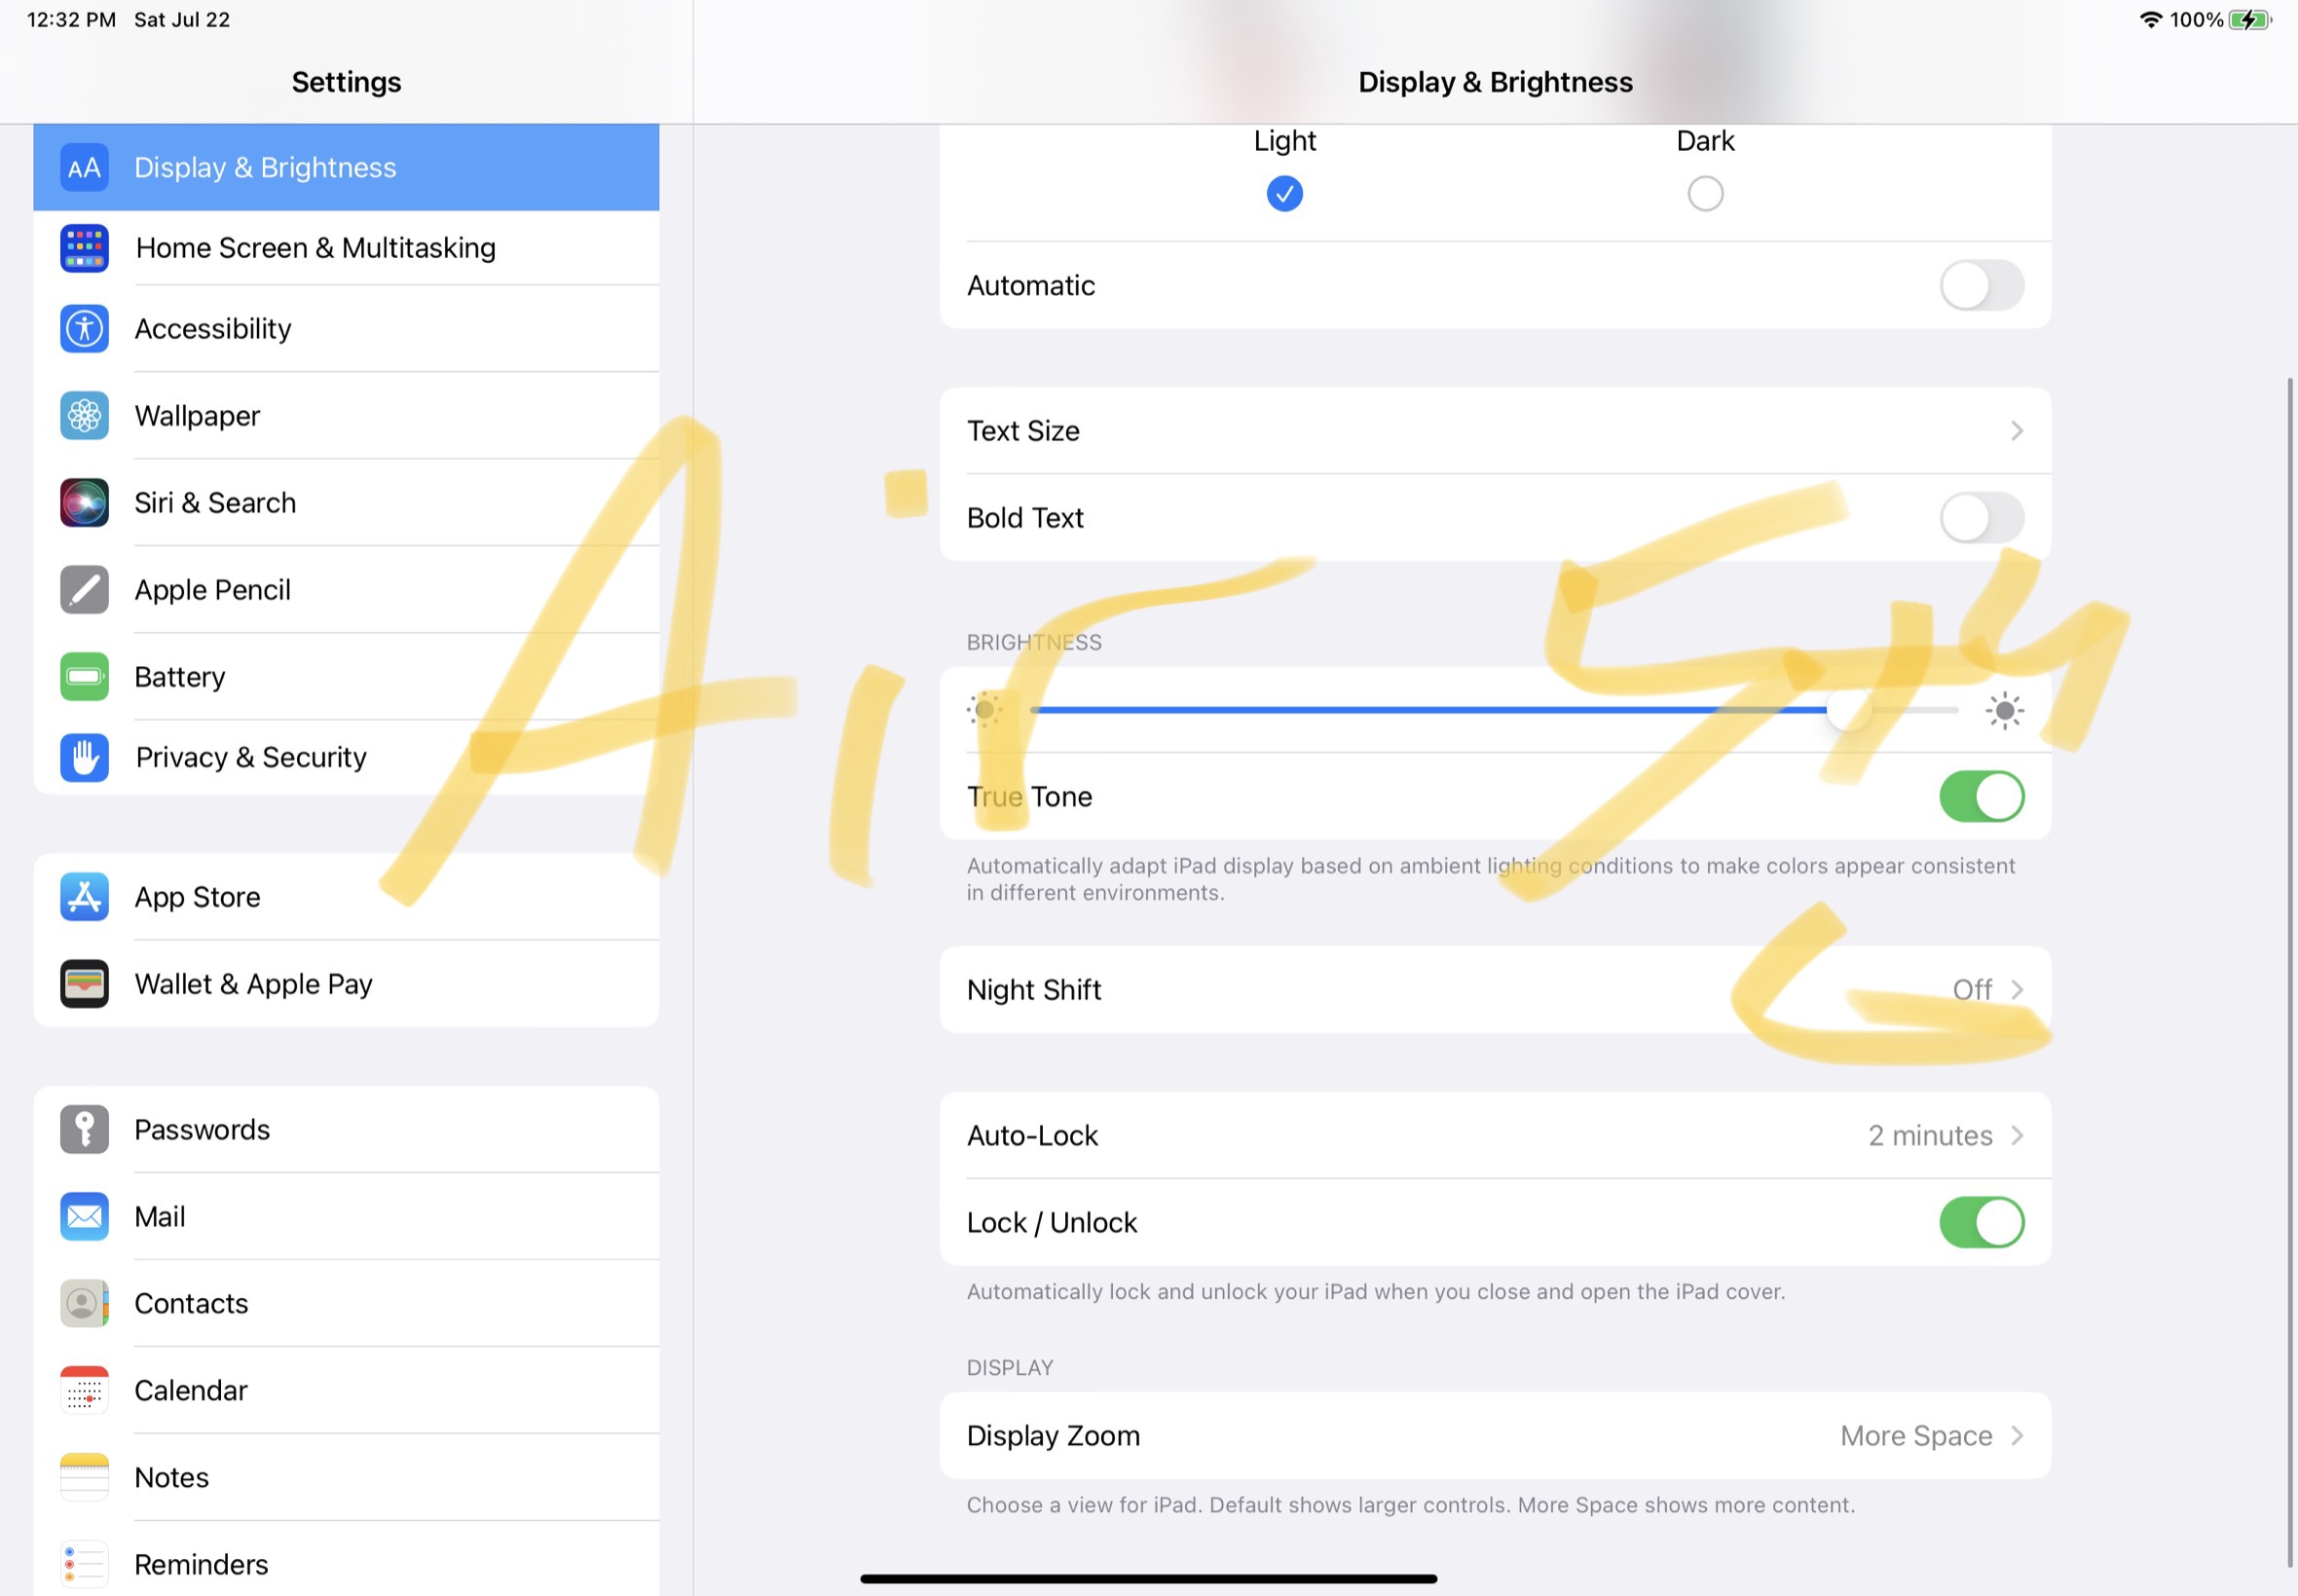 12:32 PM Sat Jul 22
100%
Settings
Display & Brightness
Home Screen & Multitasking
Accessibility
Wallpaper
Siri & Search
Apple Pencil
Battery
Privacy & Security
App Store
Wallet & Apple Pay
Passwords
Mail
Contacts
Calendar
Notes
Reminders
Display & Brightness
Light Dark
Automatic
Text Size
Bold Text
BRIGHTNESS
True Tone
Automatically adapt iPad display based on ambient lighting conditions to make colors appear consistent
in different environments.
Night Shift Off
Auto-Lock 2 minutes
Lock / Unlock
Automatically lock and unlock your iPad when you close and open the iPad cover.
DISPLAY
Display Zoom More Space
Choose a view for iPad. Default shows larger controls. More Space shows more content.
Air